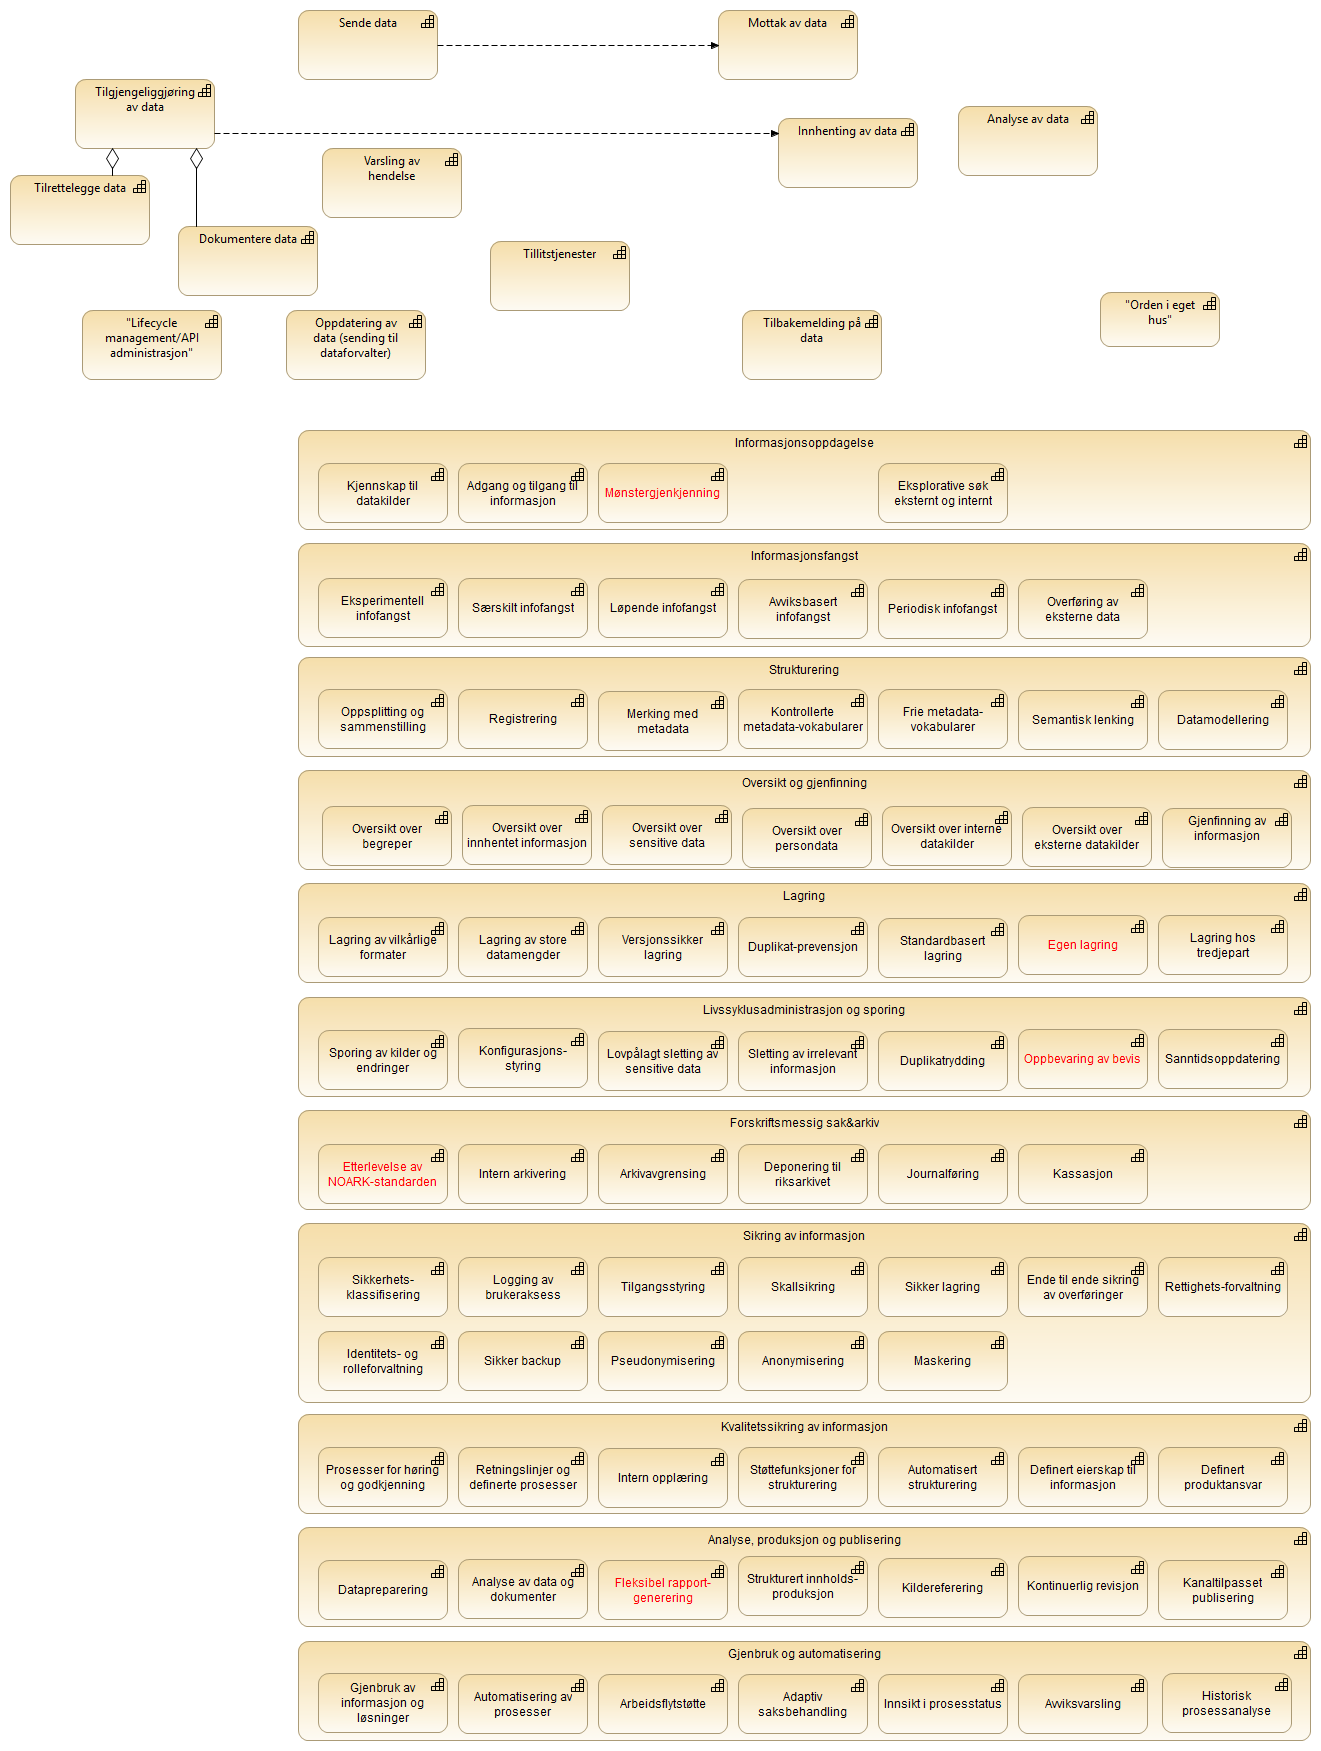 Sende data
Mottak av data
Tilgjengeliggjøring
av data
Analyse av data
Innhenting av data
Varsling av
hendelse
Tilrettelegge data
Dokumentere data
Tillitstjenester
"Orden i eget
hus"
"Lifecycle
management/API
administrasjon"
Oppdatering av
data (sending til
dataforvalter)
Tilbakemelding på
data
Informasjonsoppdagelse
Kjennskap til
datakilder
Adgang og tilgang til
informasjon
Mønstergjenkjenning
Eksplorative søk
eksternt og internt
Informasjonsfangst
Eksperimentell
infofangst
Særskilt infofangst
Løpende infofangst
Avviksbasert
infofangst
Periodisk infofangst
Overføring av
eksterne data
Strukturering
Oppsplitting og
sammenstilling
Registrering
Merking med
metadata
Kontrollerte
metadata-vokabularer
Frie metadata-
vokabularer
Semantisk lenking
Datamodellering
Oversikt og gjenfinning
Oversikt over
begreper
Oversikt over
innhentet informasjon
Oversikt over
sensitive data
Oversikt over
persondata
Oversikt over interne
datakilder
Oversikt over
eksterne datakilder
Gjenfinning av
informasjon
Lagring
Lagring av vilkårlige
formater
Lagring av store
datamengder
Versjonssikker
lagring
Duplikat-prevensjon
Standardbasert
lagring
Egen lagring
Lagring hos
tredjepart
Livssyklusadministrasjon og sporing
Sporing av kilder og
endringer
Konfigurasjons-
styring
Lovpålagt sletting av
sensitive data
Sletting av irrelevant
informasjon
Duplikatrydding
Oppbevaring av bevis
Sanntidsoppdatering
Forskriftsmessig sak&arkiv
Etterlevelse av
NOARK-standarden
Intern arkivering
Arkivavgrensing
Deponering til
riksarkivet
Journalføring
Kassasjon
Sikring av informasjon
Sikkerhets-
klassifisering
Logging av
brukeraksess
Tilgangsstyring
Skallsikring
Sikker lagring
Ende til ende sikring
av overføringer
Rettighets-forvaltning
Identitets- og
rolleforvaltning
Sikker backup
Pseudonymisering
Anonymisering
Maskering
Kvalitetssikring av informasjon
Prosesser for høring
og godkjenning
Retningslinjer og
definerte prosesser
Intern opplæring
Støttefunksjoner for
strukturering
Automatisert
strukturering
Definert eierskap til
informasjon
Definert
produktansvar
Analyse, produksjon og publisering
Datapreparering
Analyse av data og
dokumenter
Fleksibel rapport-
generering
Strukturert innholds-
produksjon
Kildereferering
Kontinuerlig revisjon
Kanaltilpasset
publisering
Gjenbruk og automatisering
Gjenbruk av
informasjon og
løsninger
Automatisering av
prosesser
Arbeidsflytstøtte
Adaptiv
saksbehandling
Innsikt i prosesstatus
Avviksvarsling
Historisk
prosessanalyse